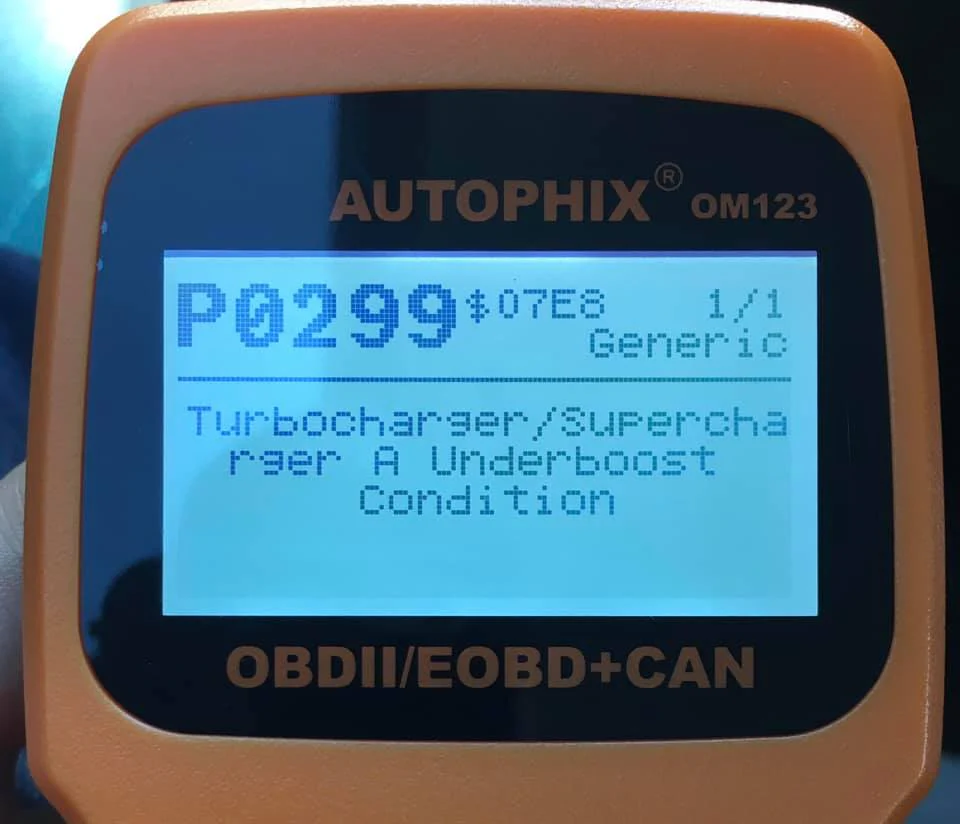 AUTOPHIX® OM123
P0299 $07E8 1/1
Generic
Turbocharger/Supercha
rger A Underboost
Condition
OBDII/EOBD+CAN